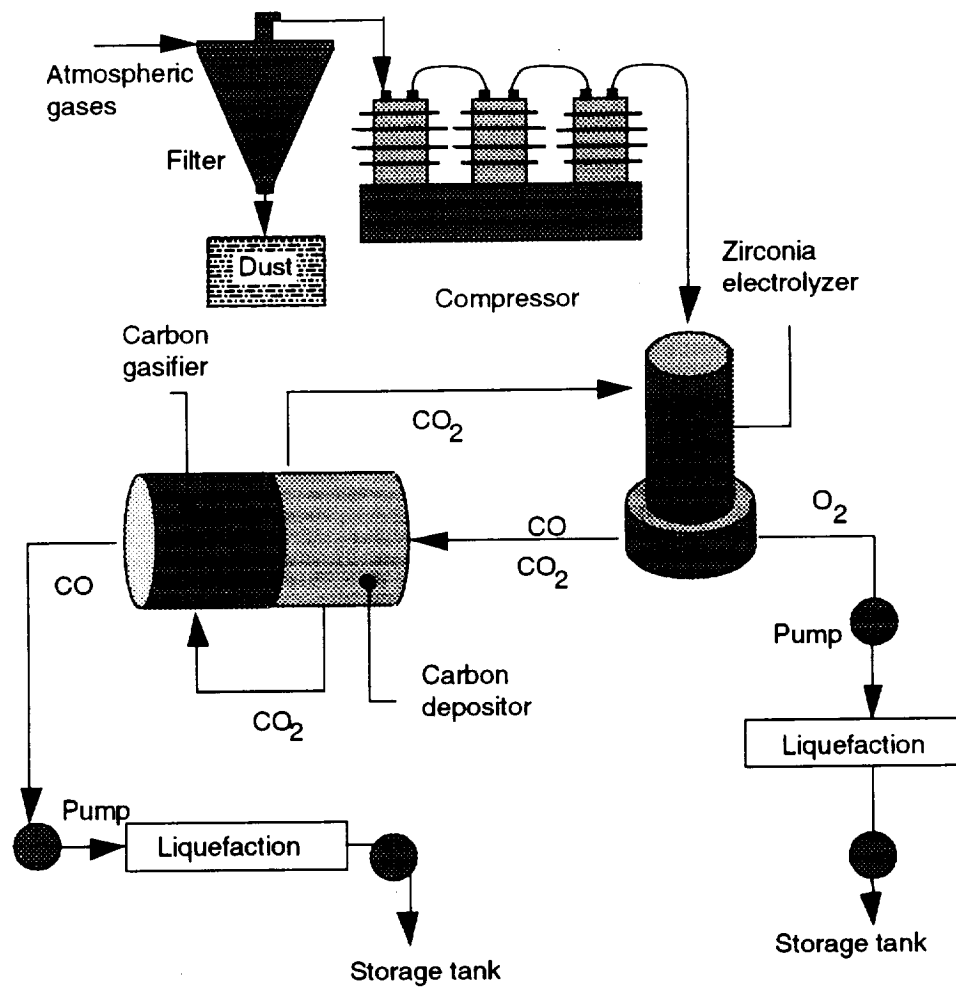 Atmospheric
gases
Filter
Dust
Compressor
Zirconia
electrolyzer
Carbon
gasifier
CO2
CO
CO2
O2
CO
Carbon
depositor
CO2
Pump
Liquefaction
Pump
Liquefaction
Storage tank
Storage tank